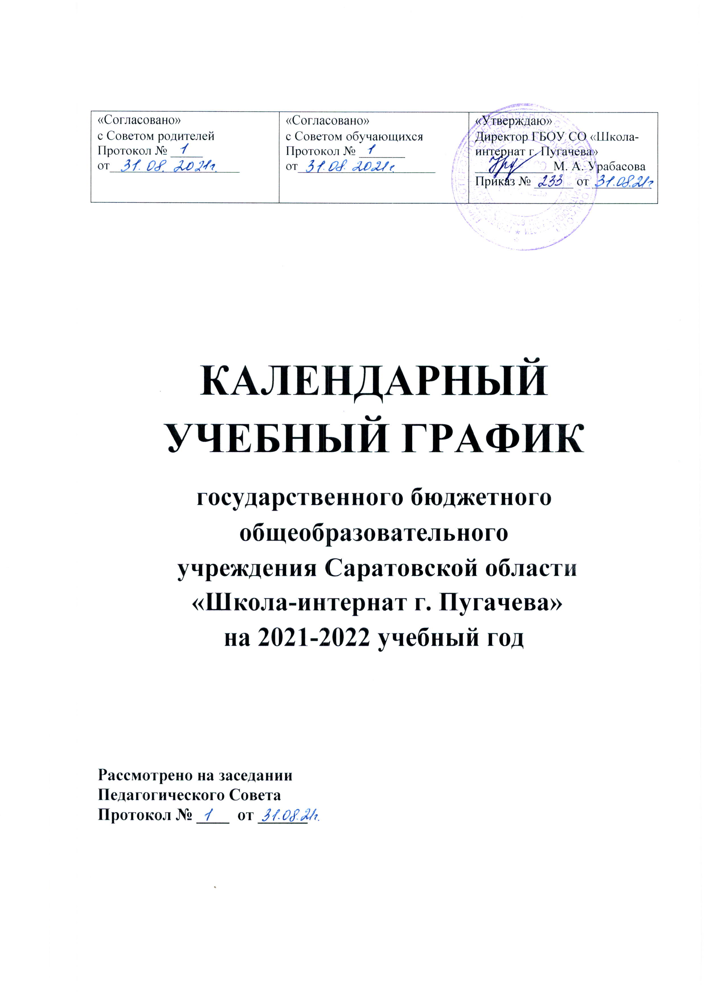 «Согласовано»
с Советом родителей
Протокол № 1
от 31.08.2021г.
«Согласовано»
с Советом обучающихся
Протокол № 1
от 31.08.2021г.
«Утверждаю»
Директор ГБОУ СО «Школа-
интернат г. Пугачева»
М. А. Урабасова
Приказ № 233 от 31.08.21г
КАЛЕНДАРНЫЙ
УЧЕБНЫЙ ГРАФИК
государственного бюджетного
общеобразовательного
учреждения Саратовской области
«Школа-интернат г. Пугачева»
на 2021-2022 учебный год
Рассмотрено на заседании
Педагогического Совета
Протокол № 1 от 31.08.21г.